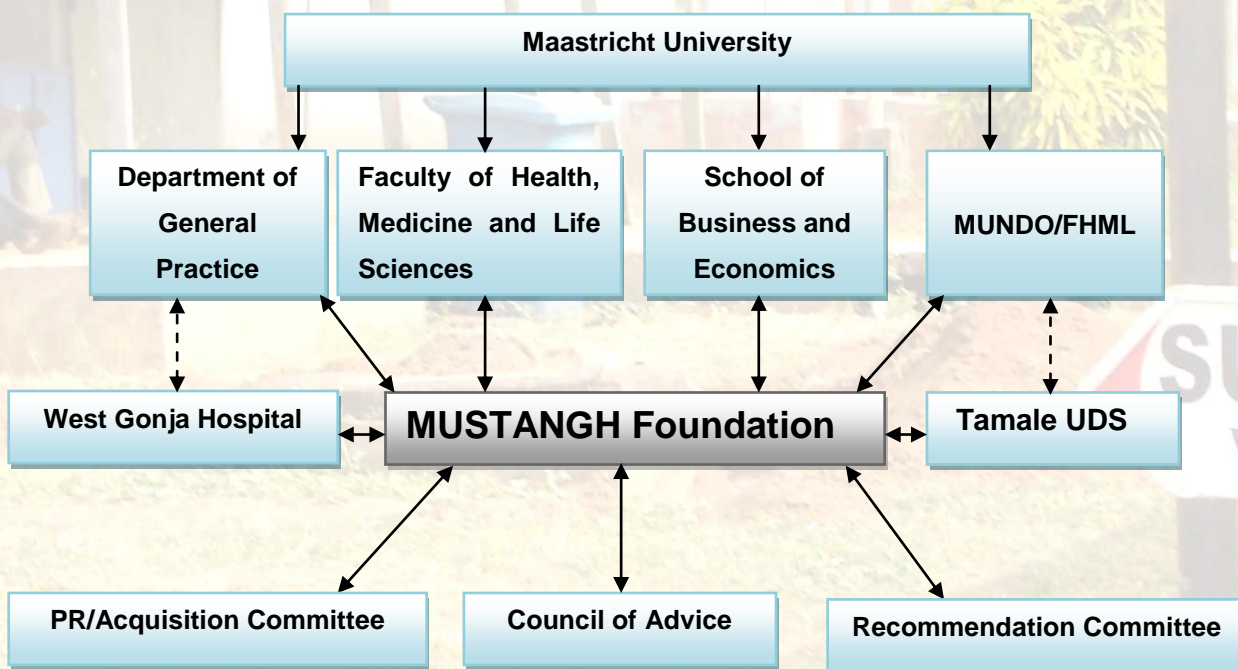 Maastricht University
Department of
General
Practice
Faculty of Health,
Medicine and Life
Sciences
School of
Business and
Economics
MUNDO/FHML
West Gonja Hospital
MUSTANGH Foundation
Tamale UDS
PR/Acquisition Committee
Council of Advice
Recommendation Committee